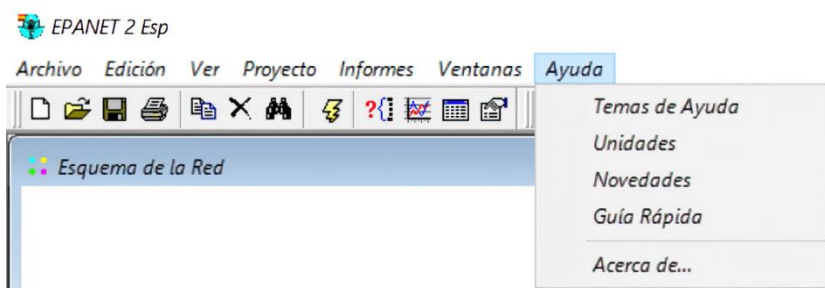 EPANET 2 Esp
Archivo Edición Ver Proyecto Informes Ventanas Ayuda
Esquema de la Red
Temas de Ayuda
Unidades
Novedades
Guía Rápida
Acerca de...